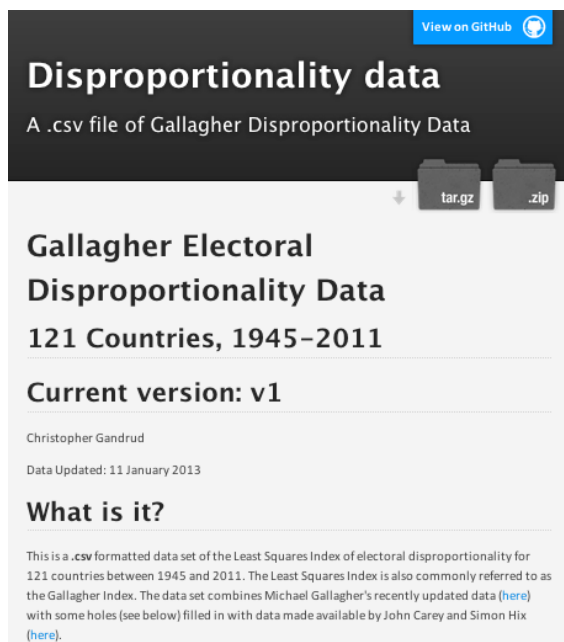 View on GitHub
Disproportionality data
A .csv file of Gallagher Disproportionality Data
tar.gz
.zip
Gallagher Electoral
Disproportionality Data
121 Countries, 1945–2011
Current version: v1
Christopher Gandrud
Data Updated: 11 January 2013
What is it?
This is a .csv formatted data set of the Least Squares Index of electoral disproportionality for
121 countries between 1945 and 2011. The Least Squares Index is also commonly referred to as
the Gallagher Index. The data set combines Michael Gallagher's recently updated data (here)
with some holes (see below) filled in with data made available by John Carey and Simon Hix
(here).